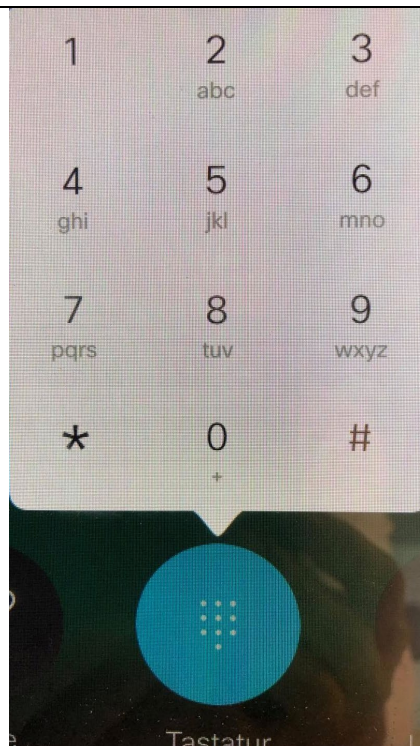 1 2 3
abc def
4 5 6
ghi jkl mno
7 8 9
pqrs tuv wxyz
* 0 #
+
Tastatur